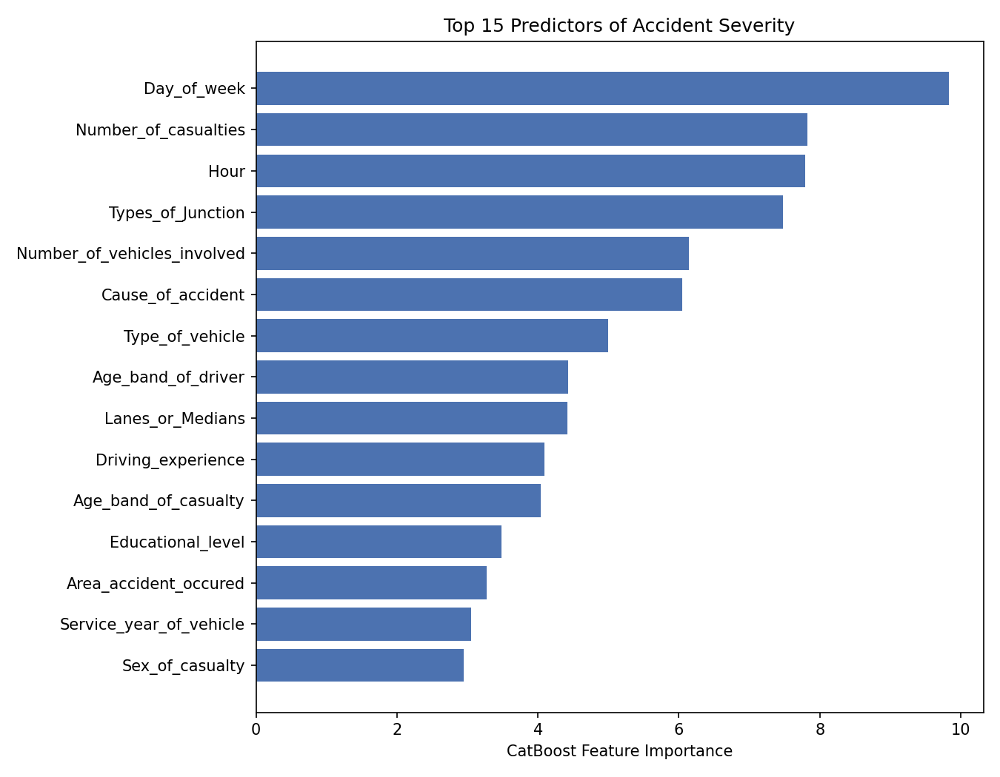 Top 15 Predictors of Accident Severity
Day_of_week
Number_of_casualties
Hour
Types_of_Junction
Number_of_vehicles_involved
Cause_of_accident
Type_of_vehicle
Age_band_of_driver
Lanes_or_Medians
Driving_experience
Age_band_of_casualty
Educational_level
Area_accident_occured
Service_year_of_vehicle
Sex_of_casualty
0 2 4 6 8 10
CatBoost Feature Importance